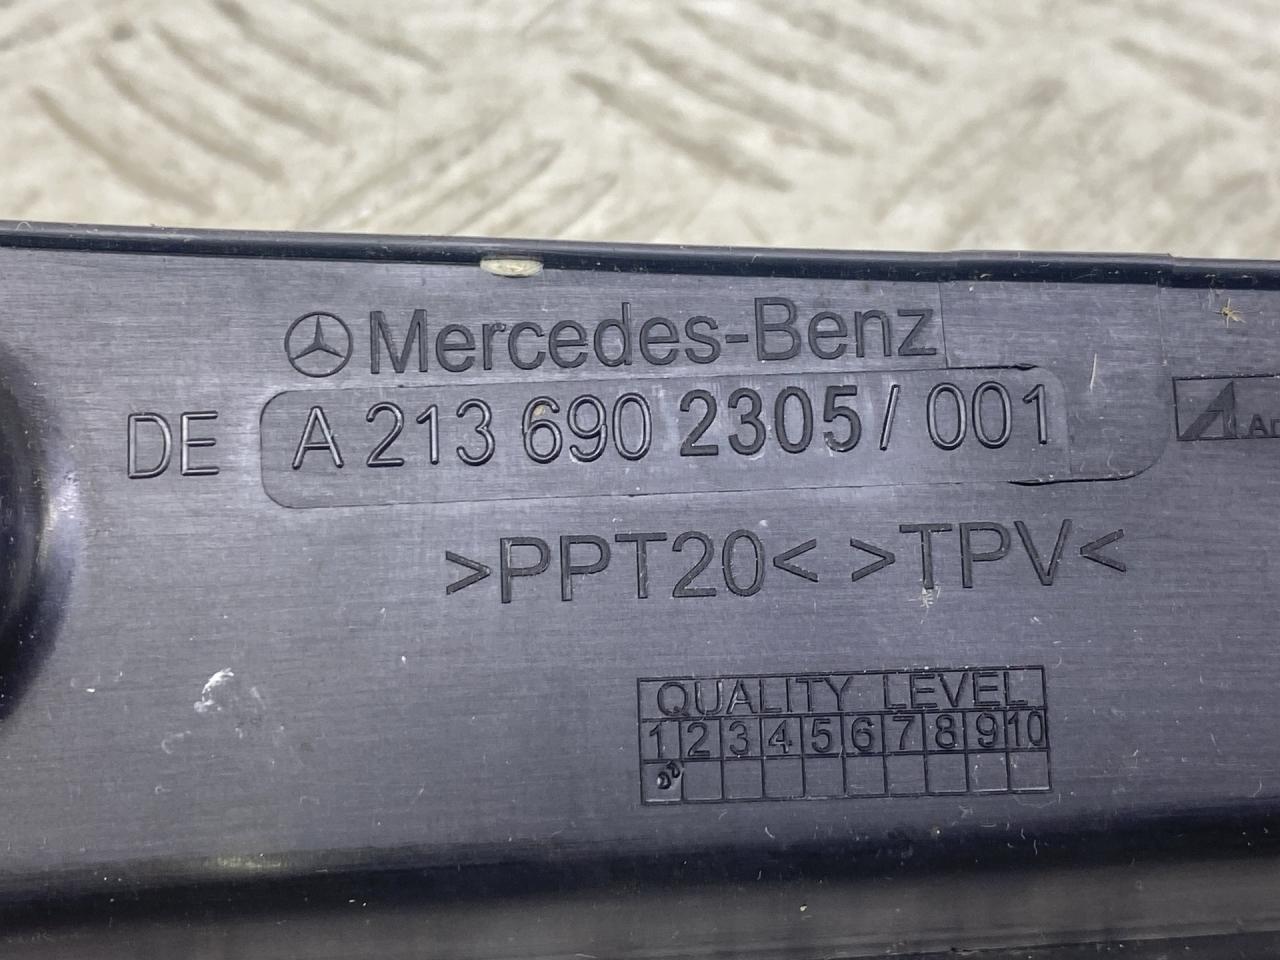 Mercedes-Benz
DE A 213 690 2305 / 001
>PPT20< >TPV<
QUALITY LEVEL
1 2 3 4 5 6 7 8 9 10